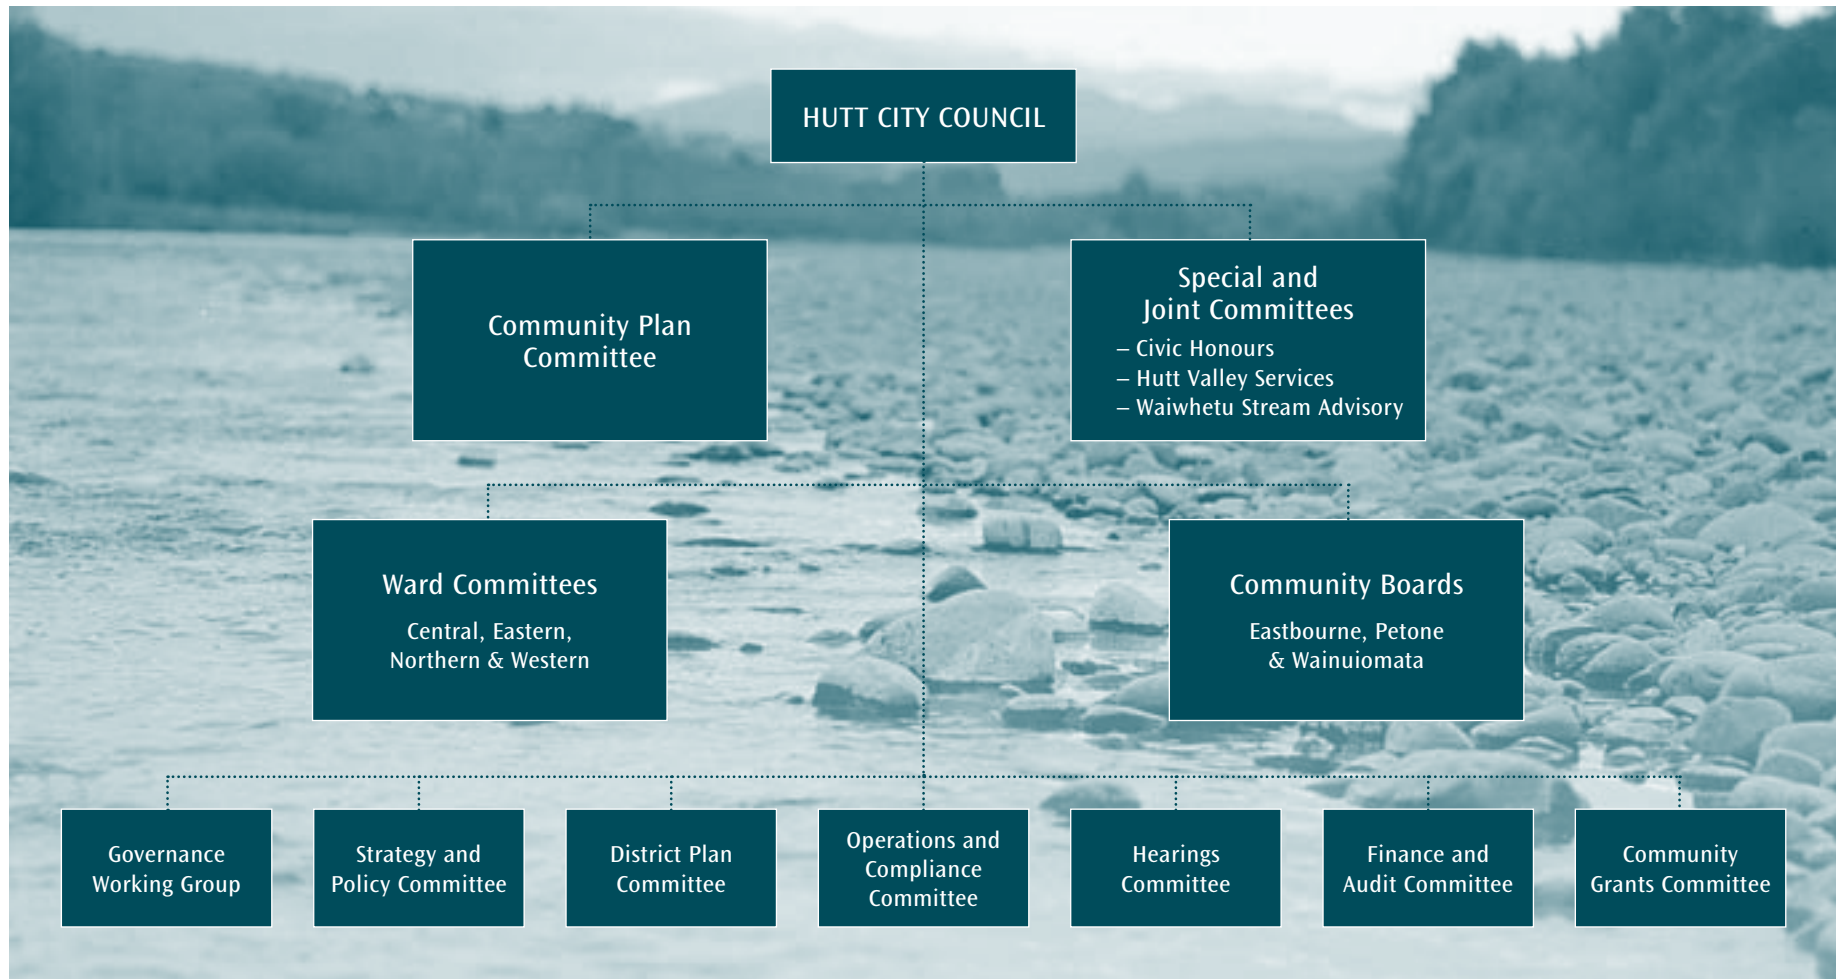 HUTT CITY COUNCIL
Community Plan
Committee
Special and
Joint Committees
– Civic Honours
– Hutt Valley Services
– Waiwhetu Stream Advisory
Ward Committees
Central, Eastern,
Northern & Western
Community Boards
Eastbourne, Petone
& Wainuiomata
Governance
Working Group
Strategy and
Policy Committee
District Plan
Committee
Operations and
Compliance
Committee
Hearings
Committee
Finance and
Audit Committee
Community
Grants Committee